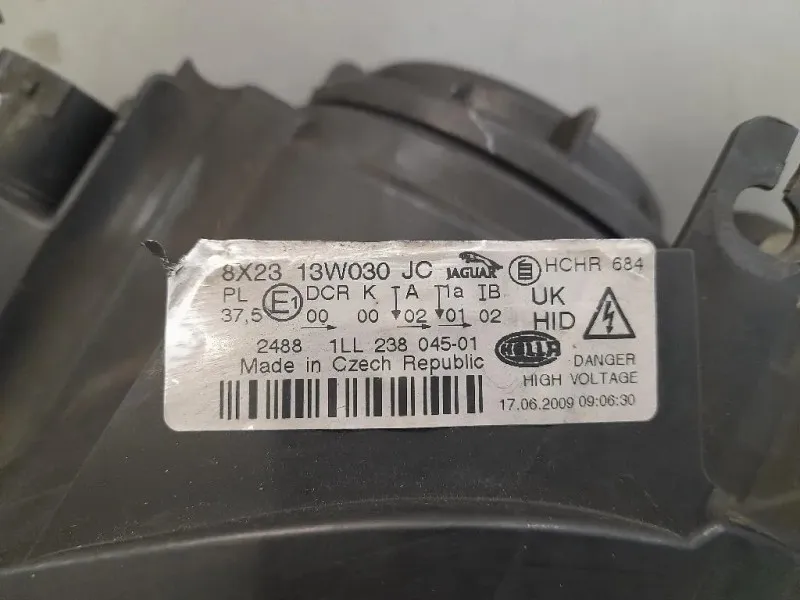 8X23 13W030 JC JAGUAR HCHR 684
PL E1 DCR K A 1a IB UK
37,5 00 00 02 01 02 HID
2488 1LL 238 045-01 HELLA
Made in Czech Republic DANGER
HIGH VOLTAGE
17.06.2009 09:06:30